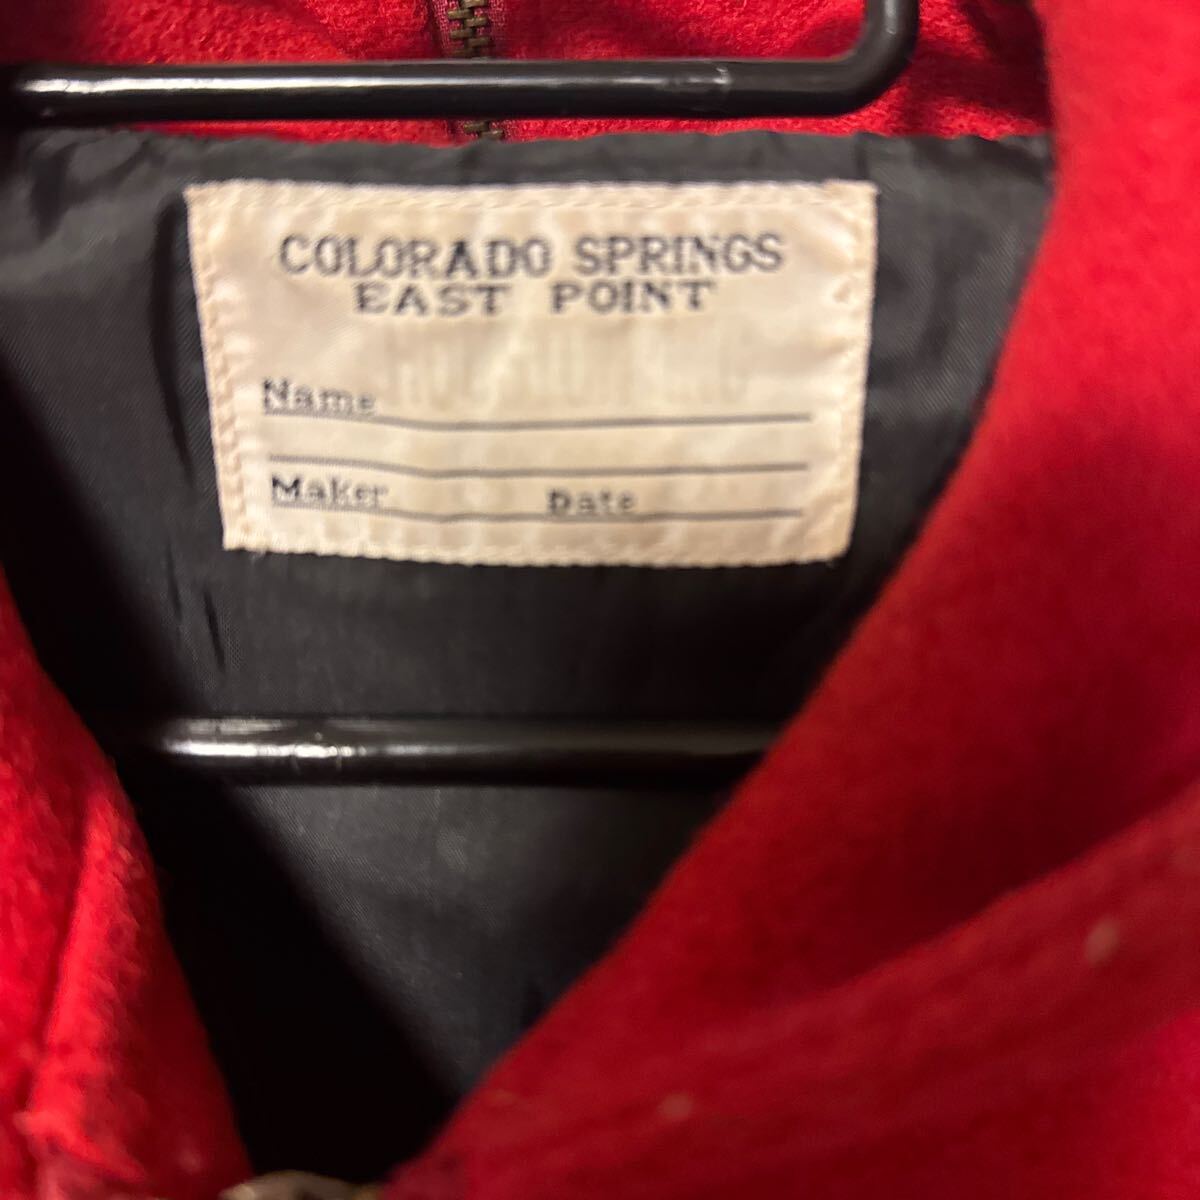 COLORADO SPRINGS
EAST POINT
Name
Maker Date